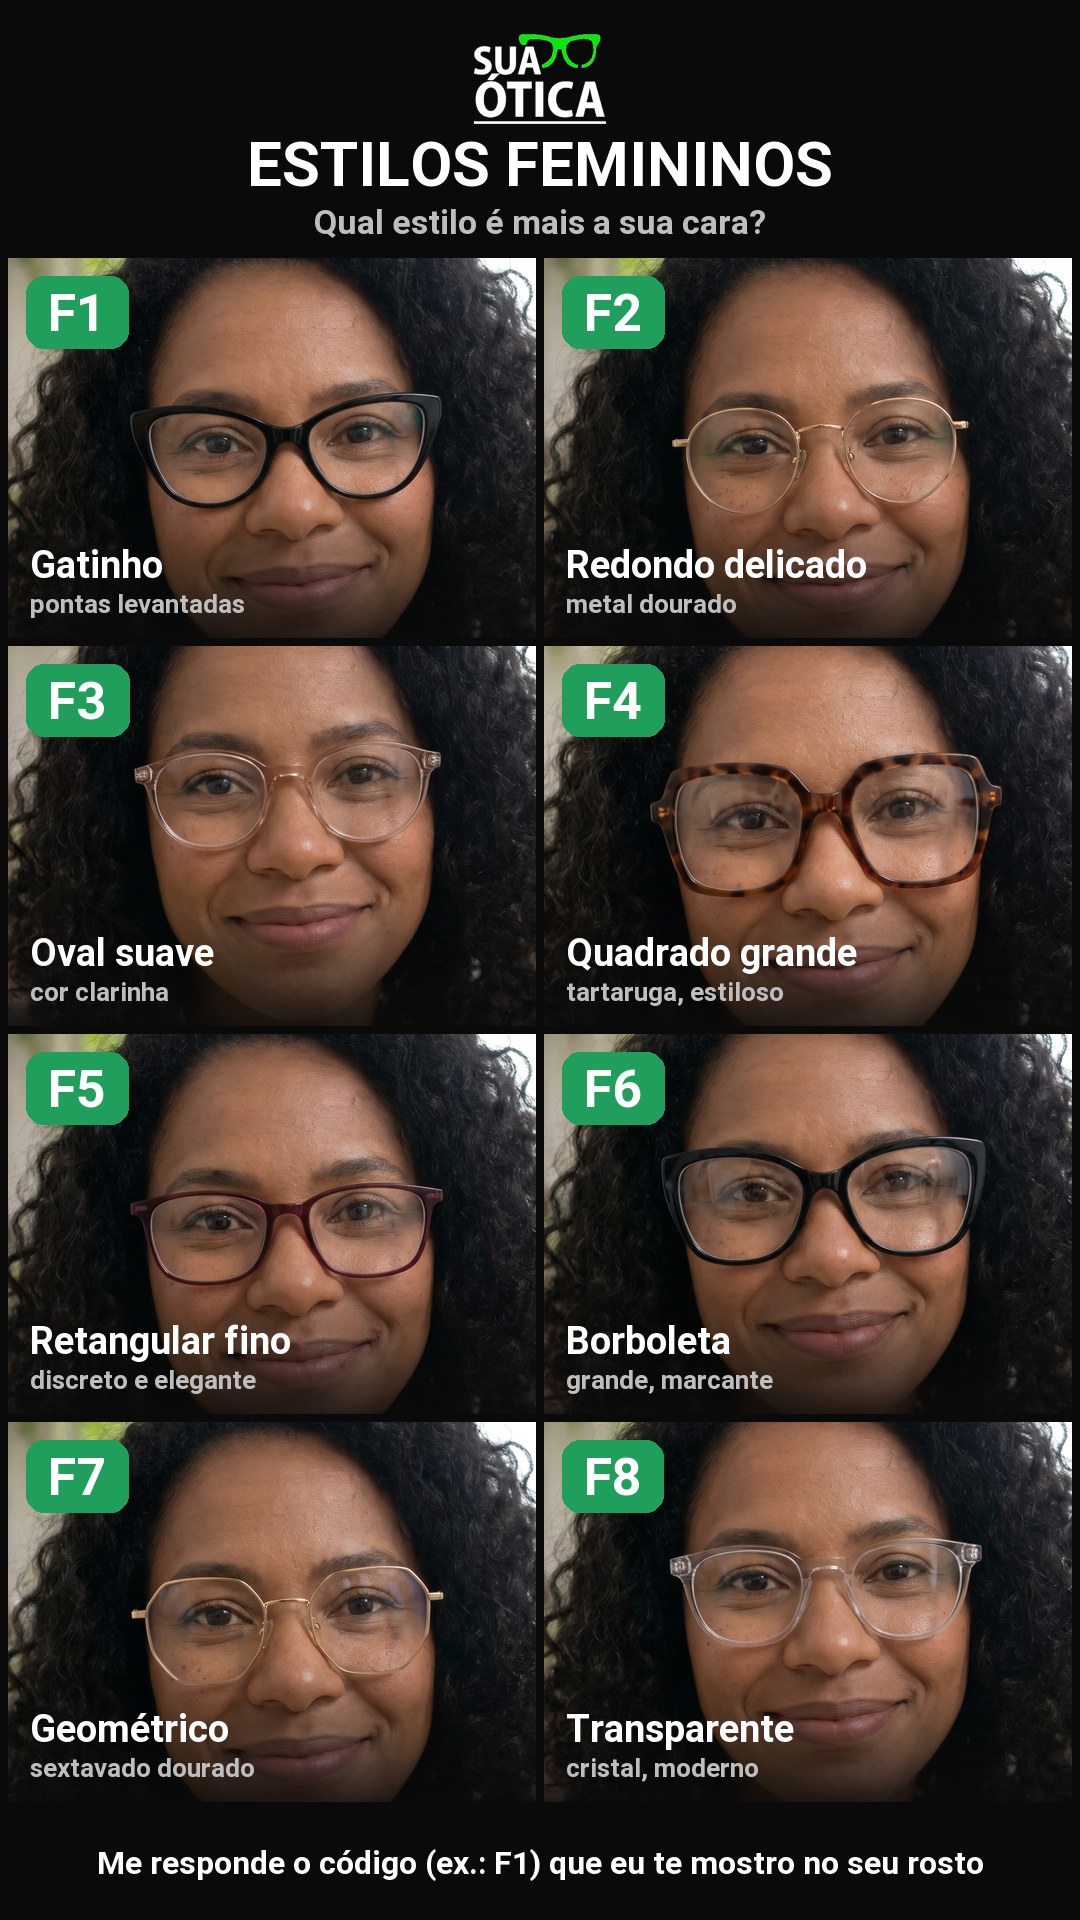 SUA
ÓTICA
ESTILOS FEMININOS
Qual estilo é mais a sua cara?
F1
Gatinho
pontas levantadas
F2
Redondo delicado
metal dourado
F3
Oval suave
cor clarinha
F4
Quadrado grande
tartaruga, estiloso
F5
Retangular fino
discreto e elegante
F6
Borboleta
grande, marcante
F7
Geométrico
sextavado dourado
F8
Transparente
cristal, moderno
Me responde o código (ex.: F1) que eu te mostro no seu rosto